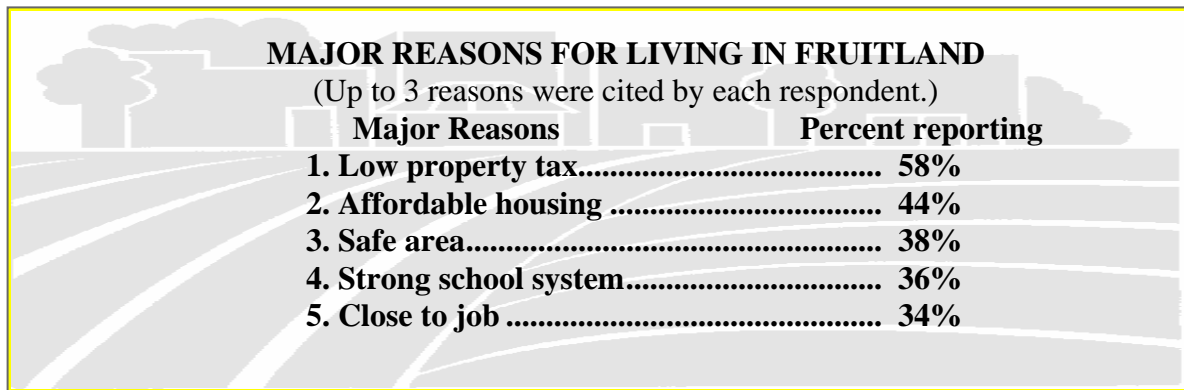 MAJOR REASONS FOR LIVING IN FRUITLAND
(Up to 3 reasons were cited by each respondent.)
Major Reasons Percent reporting
1. Low property tax...................................... 58%
2. Affordable housing .................................. 44%
3. Safe area.................................................... 38%
4. Strong school system................................ 36%
5. Close to job ............................................... 34%